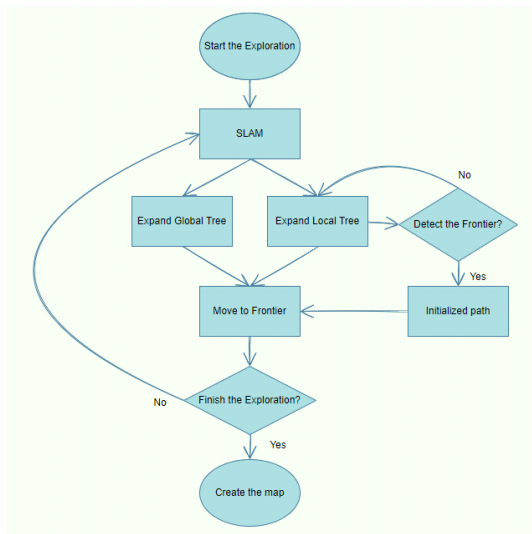 Start the Exploration
SLAM
No
Expand Global Tree
Expand Local Tree
Detect the Frontier?
Yes
Move to Frontier
Initialized path
No
Finish the Exploration?
Yes
Create the map